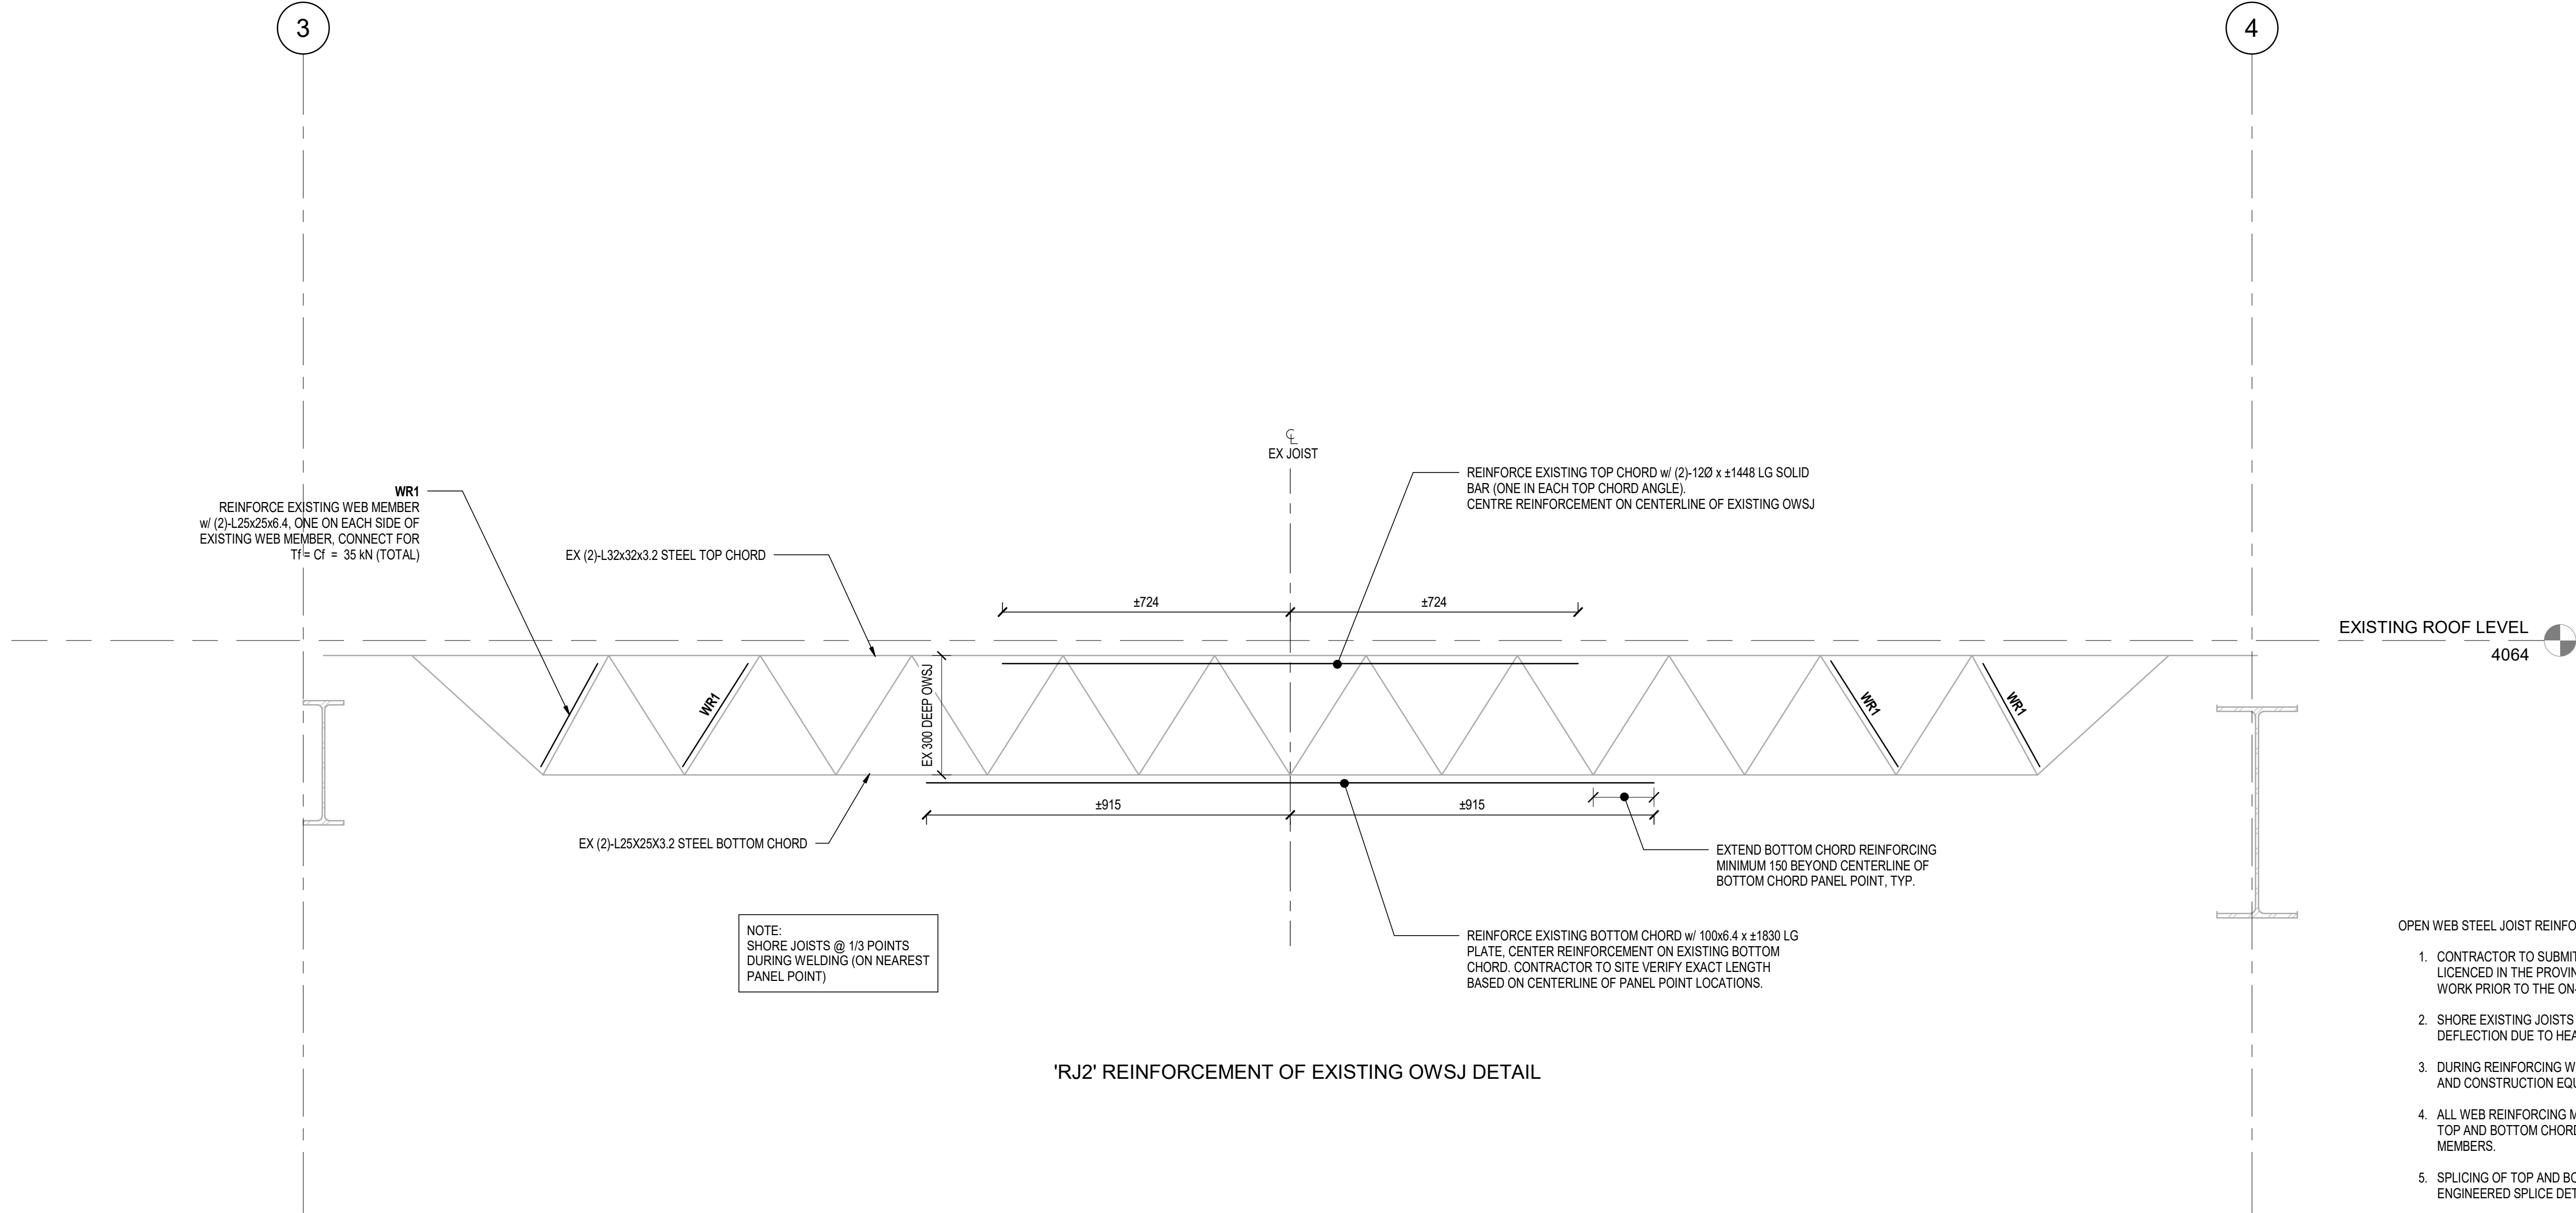 3
4
℄
EX JOIST
WR1
REINFORCE EXISTING WEB MEMBER
w/ (2)-L25x25x6.4, ONE ON EACH SIDE OF
EXISTING WEB MEMBER, CONNECT FOR
Tf = Cf = 35 kN (TOTAL)
EX (2)-L32x32x3.2 STEEL TOP CHORD
REINFORCE EXISTING TOP CHORD w/ (2)-12Ø x ±1448 LG SOLID
BAR (ONE IN EACH TOP CHORD ANGLE).
CENTRE REINFORCEMENT ON CENTERLINE OF EXISTING OWSJ
±724
±724
EXISTING ROOF LEVEL
4064
WR1
EX 300 DEEP OWSJ
WR1
WR1
±915
±915
EX (2)-L25X25X3.2 STEEL BOTTOM CHORD
EXTEND BOTTOM CHORD REINFORCING
MINIMUM 150 BEYOND CENTERLINE OF
BOTTOM CHORD PANEL POINT, TYP.
NOTE:
SHORE JOISTS @ 1/3 POINTS
DURING WELDING (ON NEAREST
PANEL POINT)
REINFORCE EXISTING BOTTOM CHORD w/ 100x6.4 x ±1830 LG
PLATE, CENTER REINFORCEMENT ON EXISTING BOTTOM
CHORD. CONTRACTOR TO SITE VERIFY EXACT LENGTH
BASED ON CENTERLINE OF PANEL POINT LOCATIONS.
'RJ2' REINFORCEMENT OF EXISTING OWSJ DETAIL
OPEN WEB STEEL JOIST REINFO
1. CONTRACTOR TO SUBMIT
LICENCED IN THE PROVIN
WORK PRIOR TO THE ON-
2. SHORE EXISTING JOISTS
DEFLECTION DUE TO HEA
3. DURING REINFORCING W
AND CONSTRUCTION EQU
4. ALL WEB REINFORCING M
TOP AND BOTTOM CHORD
MEMBERS.
5. SPLICING OF TOP AND BO
ENGINEERED SPLICE DET